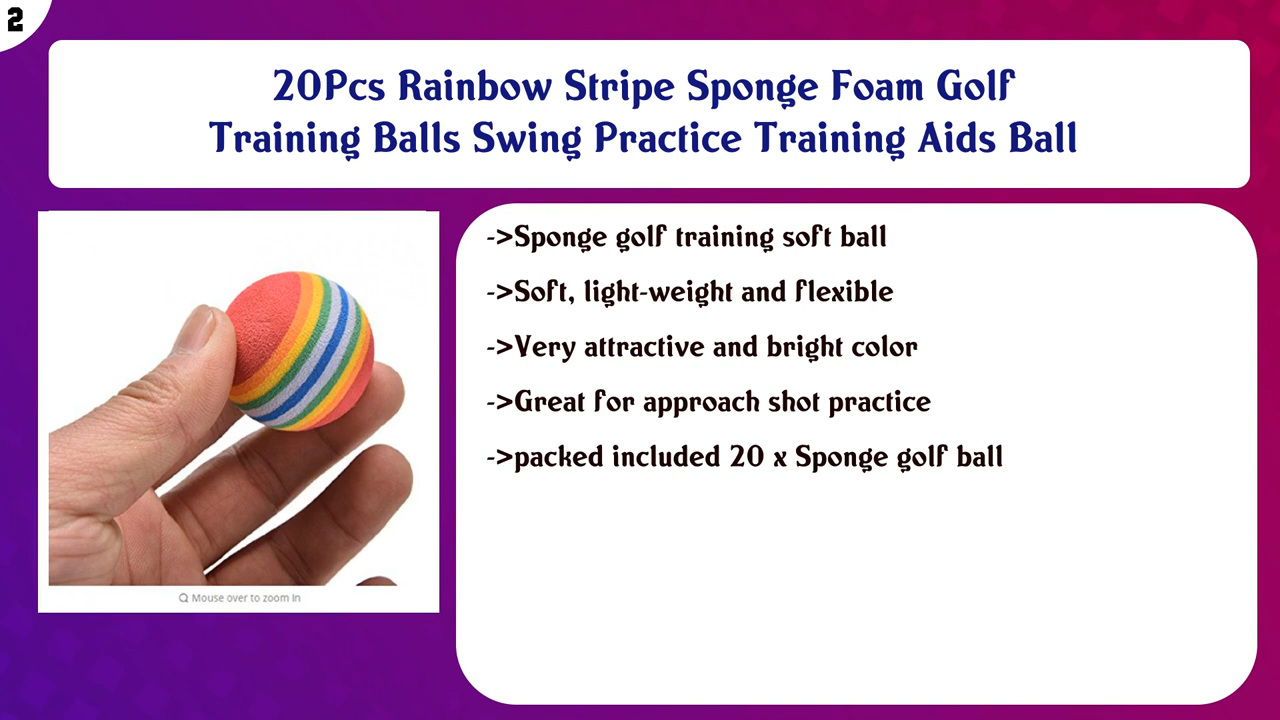 2
20Pcs Rainbow Stripe Sponge Foam Golf
Training Balls Swing Practice Training Aids Ball
->Sponge golf training soft ball
->Soft, light-weight and flexible
->Very attractive and bright color
->Great for approach shot practice
->packed included 20 x Sponge golf ball
Mouse over to zoom in